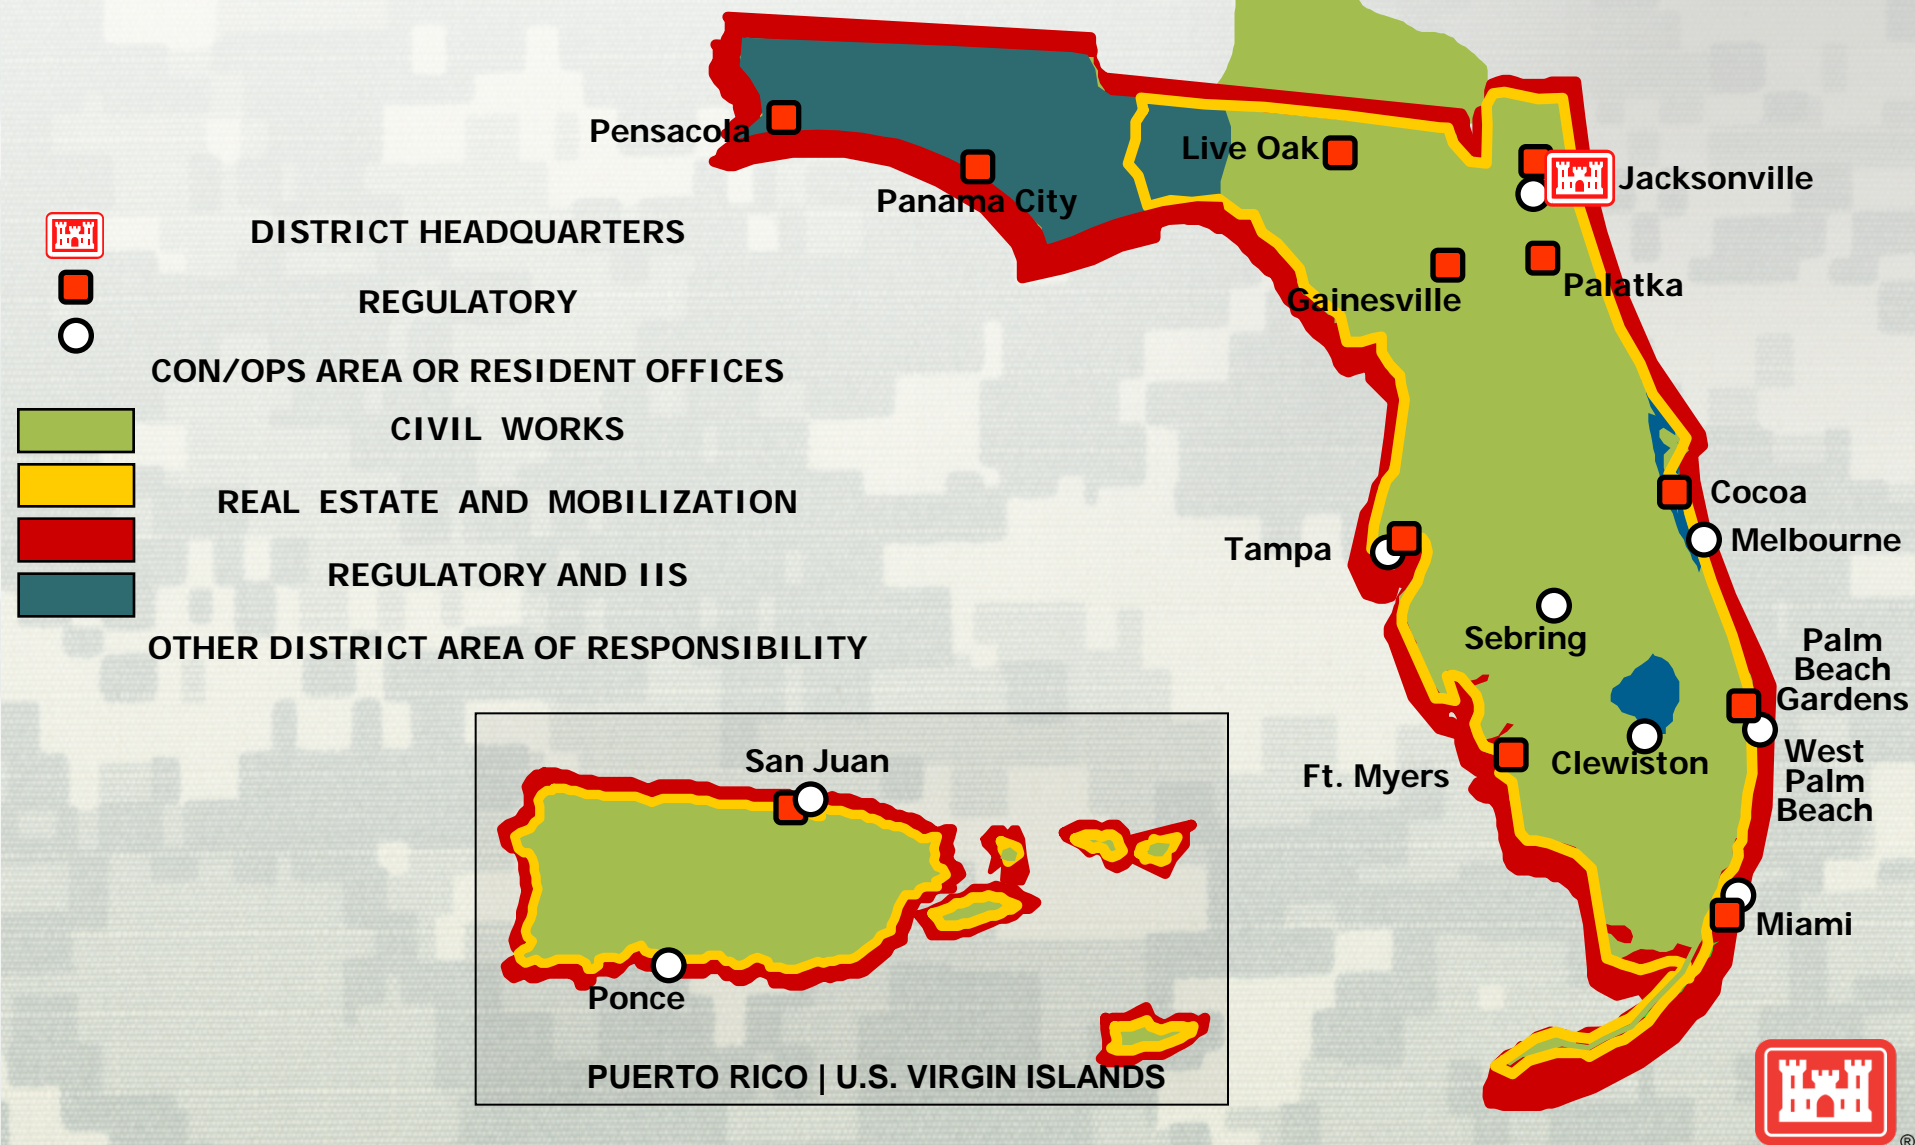 Pensacola
Panama City
Live Oak
Jacksonville
Gainesville
Palatka
DISTRICT HEADQUARTERS
REGULATORY
CON/OPS AREA OR RESIDENT OFFICES
CIVIL WORKS
REAL ESTATE AND MOBILIZATION
REGULATORY AND IIS
OTHER DISTRICT AREA OF RESPONSIBILITY
Cocoa
Melbourne
Tampa
Sebring
Palm
Beach
Gardens
West
Palm
Beach
Clewiston
Ft. Myers
Miami
San Juan
Ponce
PUERTO RICO | U.S. VIRGIN ISLANDS
®